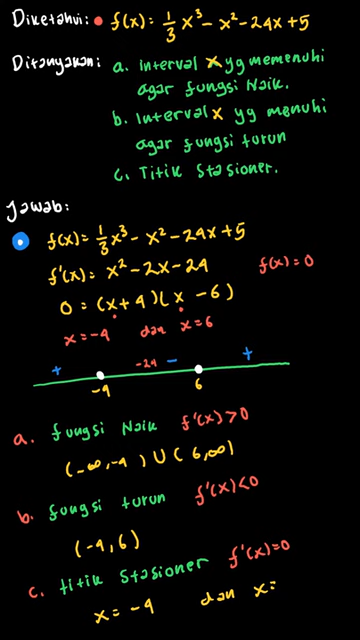 Diketahui: • f(x) = 1/3 x³ - x² - 24x + 5
Ditanyakan: a. Interval x yg memenuhi
agar fungsi Naik.
b. Interval x yg menuhi
agar fungsi turun
c. Titik Stasioner.
Jawab:
f(x) = 1/3 x³ - x² - 24x + 5
f'(x) = x² - 2x - 24 f(x) = 0
0 = (x + 4)(x - 6)
x = -4 dan x = 6
+ -24 - +
-4 6
a. fungsi Naik f'(x) > 0
(-∞, -4) U (6, ∞)
b. fungsi turun f'(x) < 0
(-4, 6)
c. titik Stasioner f'(x) = 0
x = -4 dan x =